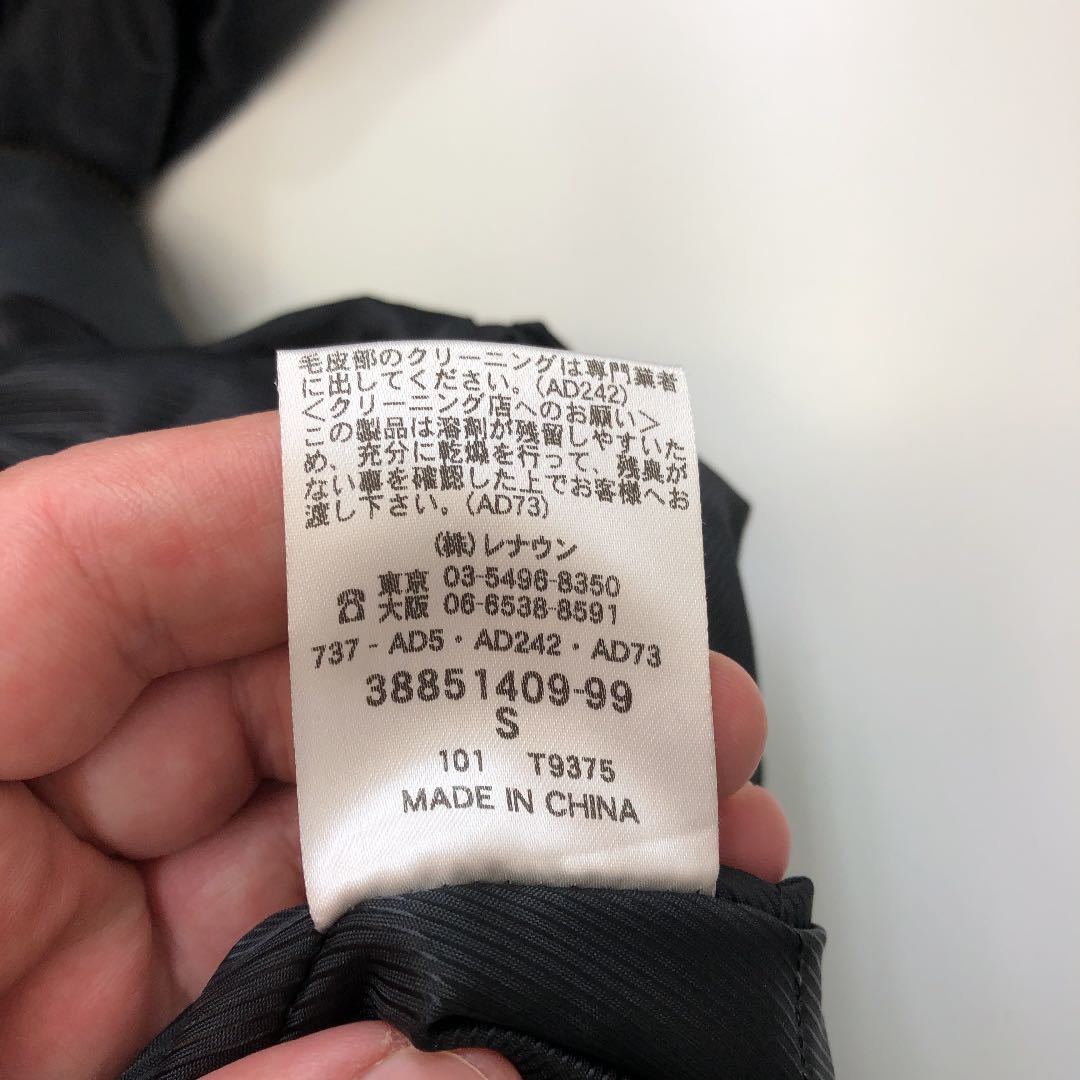 毛皮部のクリーニングは専門業者
に出してください。(AD242)
＜クリーニング店へのお願い＞
この製品は溶剤が残留しやすいた
め、充分に乾燥を行って、残臭が
ない事を確認した上でお客様へお
渡し下さい。(AD73)
(株)レナウン
東京 03-5496-8350
☎ 大阪 06-6538-8591
737 - AD5・AD242・AD73
38851409-99
S
101 T9375
MADE IN CHINA